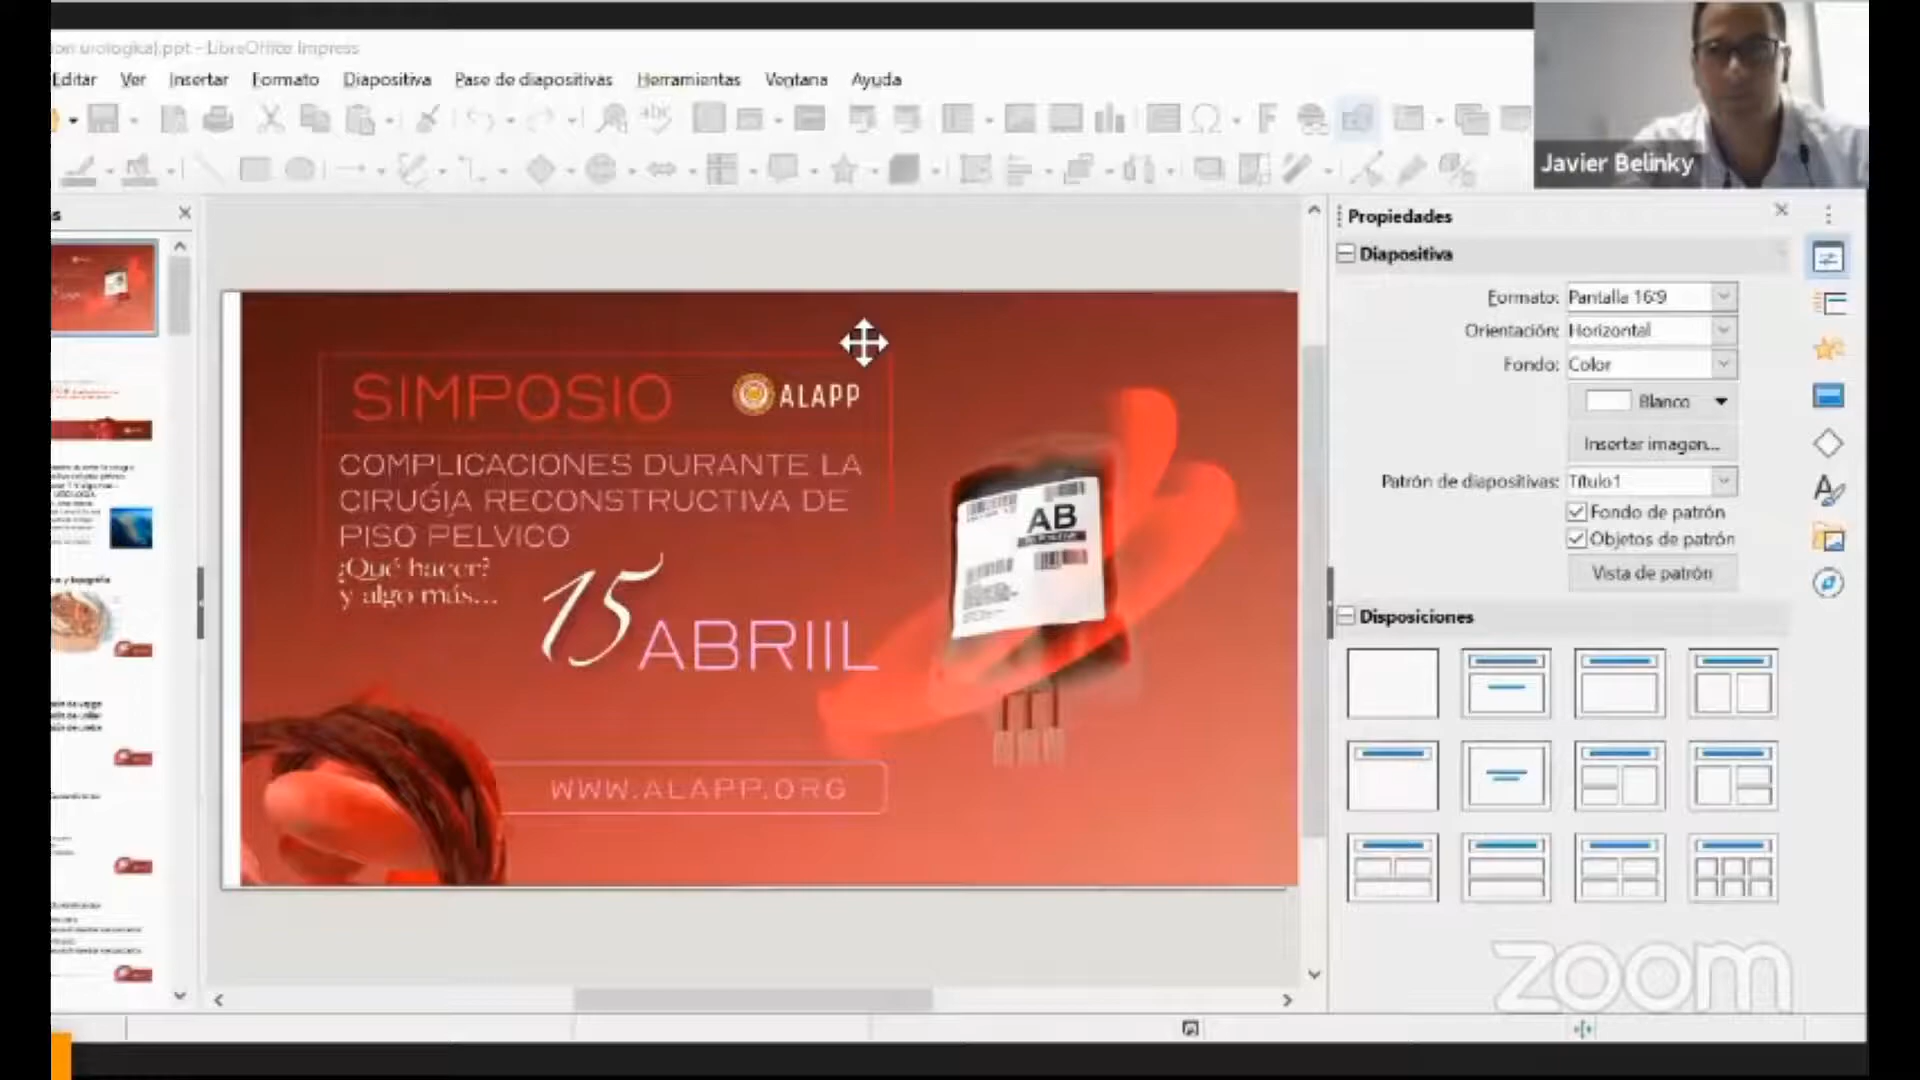 .ppt - LibreOffice Impress
Editar Ver Insertar Formato Diapositiva Pase de diapositivas Herramientas Ventana Ayuda
Javier Belinky
Propiedades
Diapositiva
Formato: Pantalla 16:9
Orientación: Horizontal
Fondo: Color
Blanco
Insertar imagen...
Patrón de diapositivas: Título1
Fondo de patrón
Objetos de patrón
Vista de patrón
Disposiciones
SIMPOSIO
ALAPP
COMPLICACIONES DURANTE LA
CIRUGÍA RECONSTRUCTIVA DE
PISO PELVICO
¿Qué hacer?
y algo más...
15 ABRIIL
WWW.ALAPP.ORG
AB
zoom